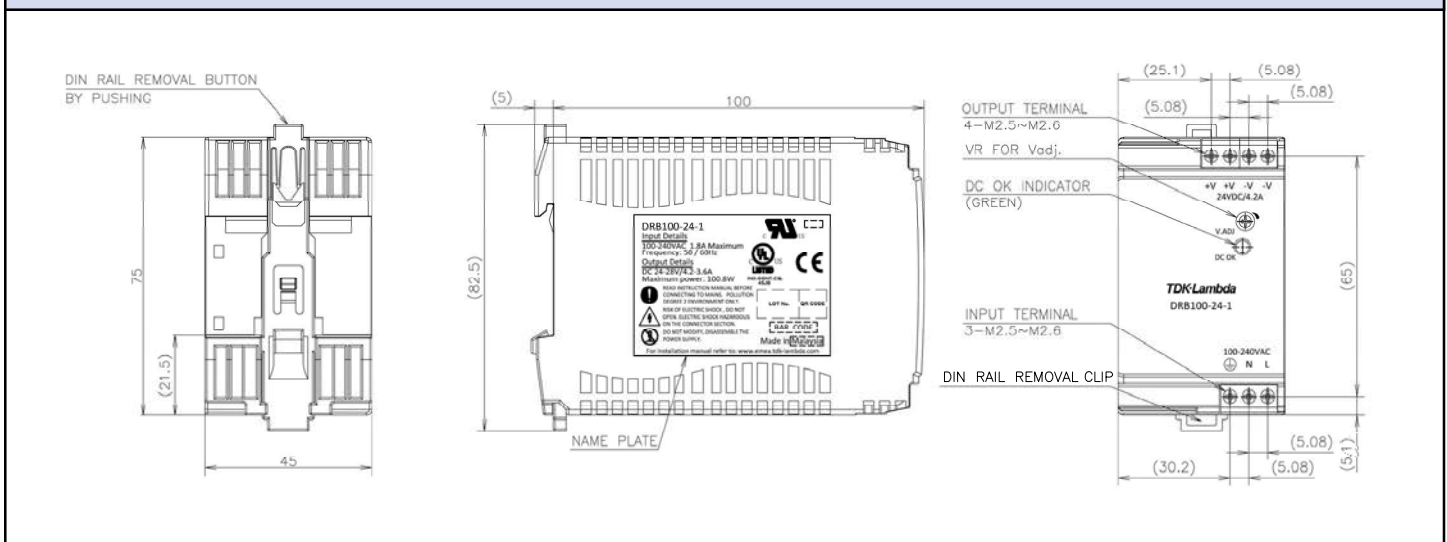 DIN RAIL REMOVAL BUTTON
BY PUSHING
75
(21.5)
45
(5)
100
(82.5)
DRB100-24-1
Input Details
100-240VAC 1.8A Maximum
Frequency: 50 / 60Hz
Output Details
DC 24-28V/4.2-3.6A
Maximum power: 100.8W
C US
C UL US
LISTED
CE
READ INSTRUCTION MANUAL BEFORE
CONNECTING TO MAINS. POLLUTION
DEGREE 2 ENVIRONMENT ONLY.
RISK OF ELECTRIC SHOCK, DO NOT
OPEN. ELECTRIC SHOCK HAZARDOUS
ON THE CONNECTOR SECTION.
DO NOT MODIFY, DISASSEMBLE THE
POWER SUPPLY.
LOT No.
QR CODE
BAR CODE
Made in Malaysia
For installation manual refer to: www.emea.tdk-lambda.com
NAME PLATE
(25.1)
(5.08)
(5.08)
(5.08)
OUTPUT TERMINAL
4-M2.5~M2.6
VR FOR Vadj.
DC OK INDICATOR
(GREEN)
INPUT TERMINAL
3-M2.5~M2.6
DIN RAIL REMOVAL CLIP
+V +V -V -V
24VDC/4.2A
V.ADJ
DC OK
TDK-Lambda
DRB100-24-1
100-240VAC
N L
(65)
(5.1)
(5.08)
(30.2)
(5.08)